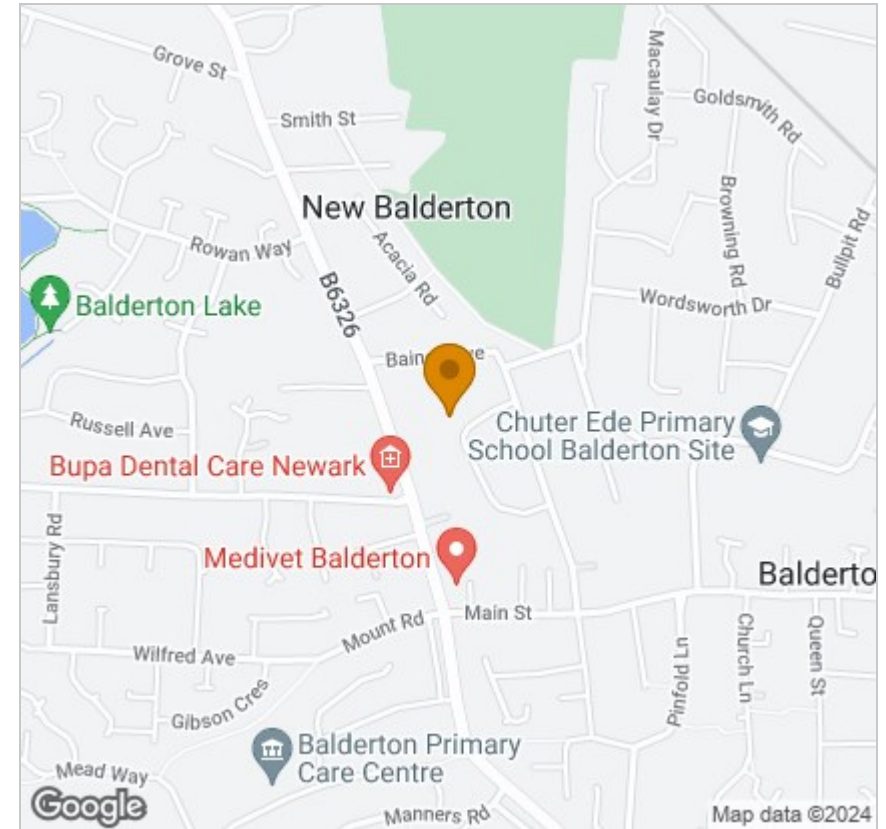 Grove St
Smith St
Macaulay Dr
Goldsmith Rd
New Balderton
Browning Rd
Bullpit Rd
Rowan Way
Acacia Rd
B6326
Balderton Lake
Wordsworth Dr
Russell Ave
Chuter Ede Primary
School Balderton Site
Bupa Dental Care Newark
Lansbury Rd
Medivet Balderton
Balderto
Main St
Mount Rd
Wilfred Ave
Pinfold Ln
Church Ln
Queen St
Gibson Cres
Balderton Primary
Care Centre
Mead Way
Google
Manners Rd
Map data ©2024